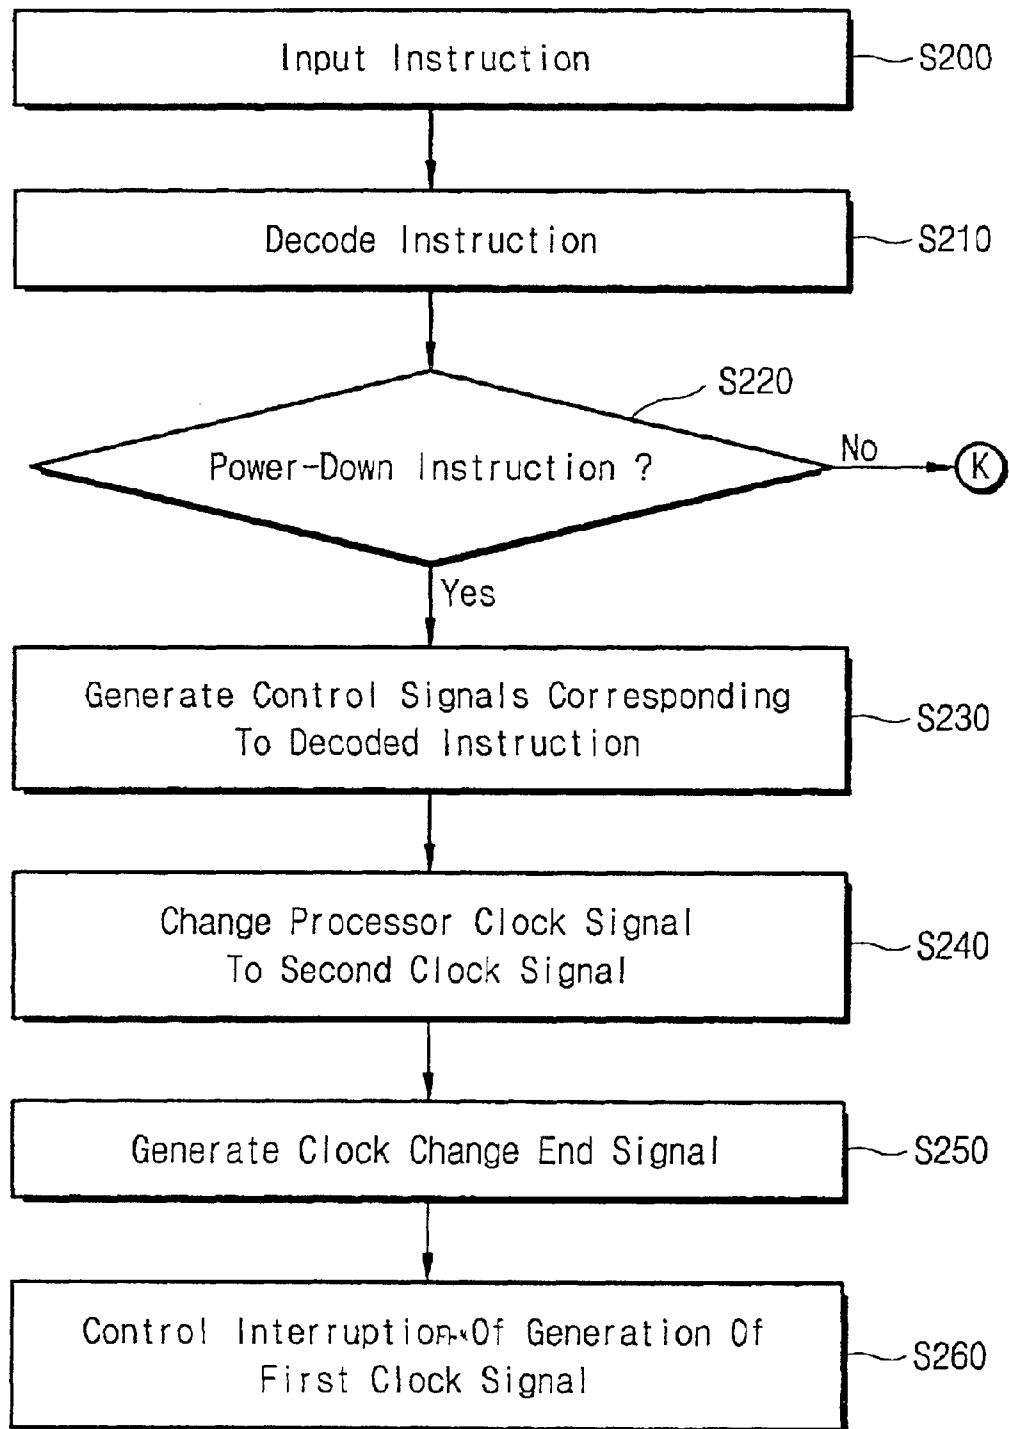 Input Instruction
S200
Decode Instruction
S210
S220
Power-Down Instruction ?
No
K
Yes
Generate Control Signals Corresponding
To Decoded Instruction
S230
Change Processor Clock Signal
To Second Clock Signal
S240
Generate Clock Change End Signal
S250
Control Interruption Of Generation Of
First Clock Signal
S260